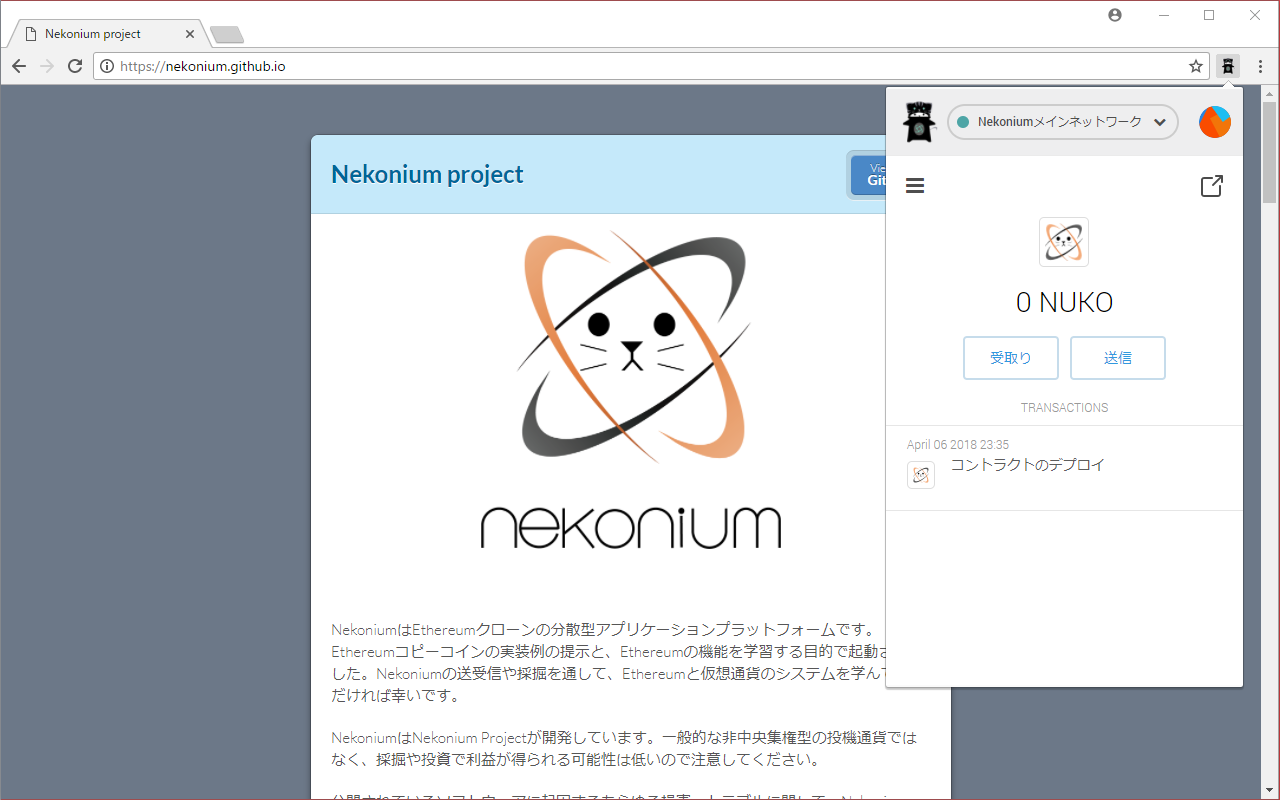 Nekonium project
https://nekonium.github.io
Nekoniumメインネットワーク
0 NUKO
受取り
送信
TRANSACTIONS
April 06 2018 23:35
コントラクトのデプロイ
Nekonium project
nekonium
NekoniumはEthereumクローンの分散型アプリケーションプラットフォームです。
Ethereumコピーコインの実装例の提示と、Ethereumの機能を学習する目的で起動さ
した。Nekoniumの送受信や採掘を通して、Ethereumと仮想通貨のシステムを学んで
だければ幸いです。
NekoniumはNekonium Projectが開発しています。一般的な非中央集権型の投機通貨では
なく、採掘や投資で利益が得られる可能性は低いので注意してください。